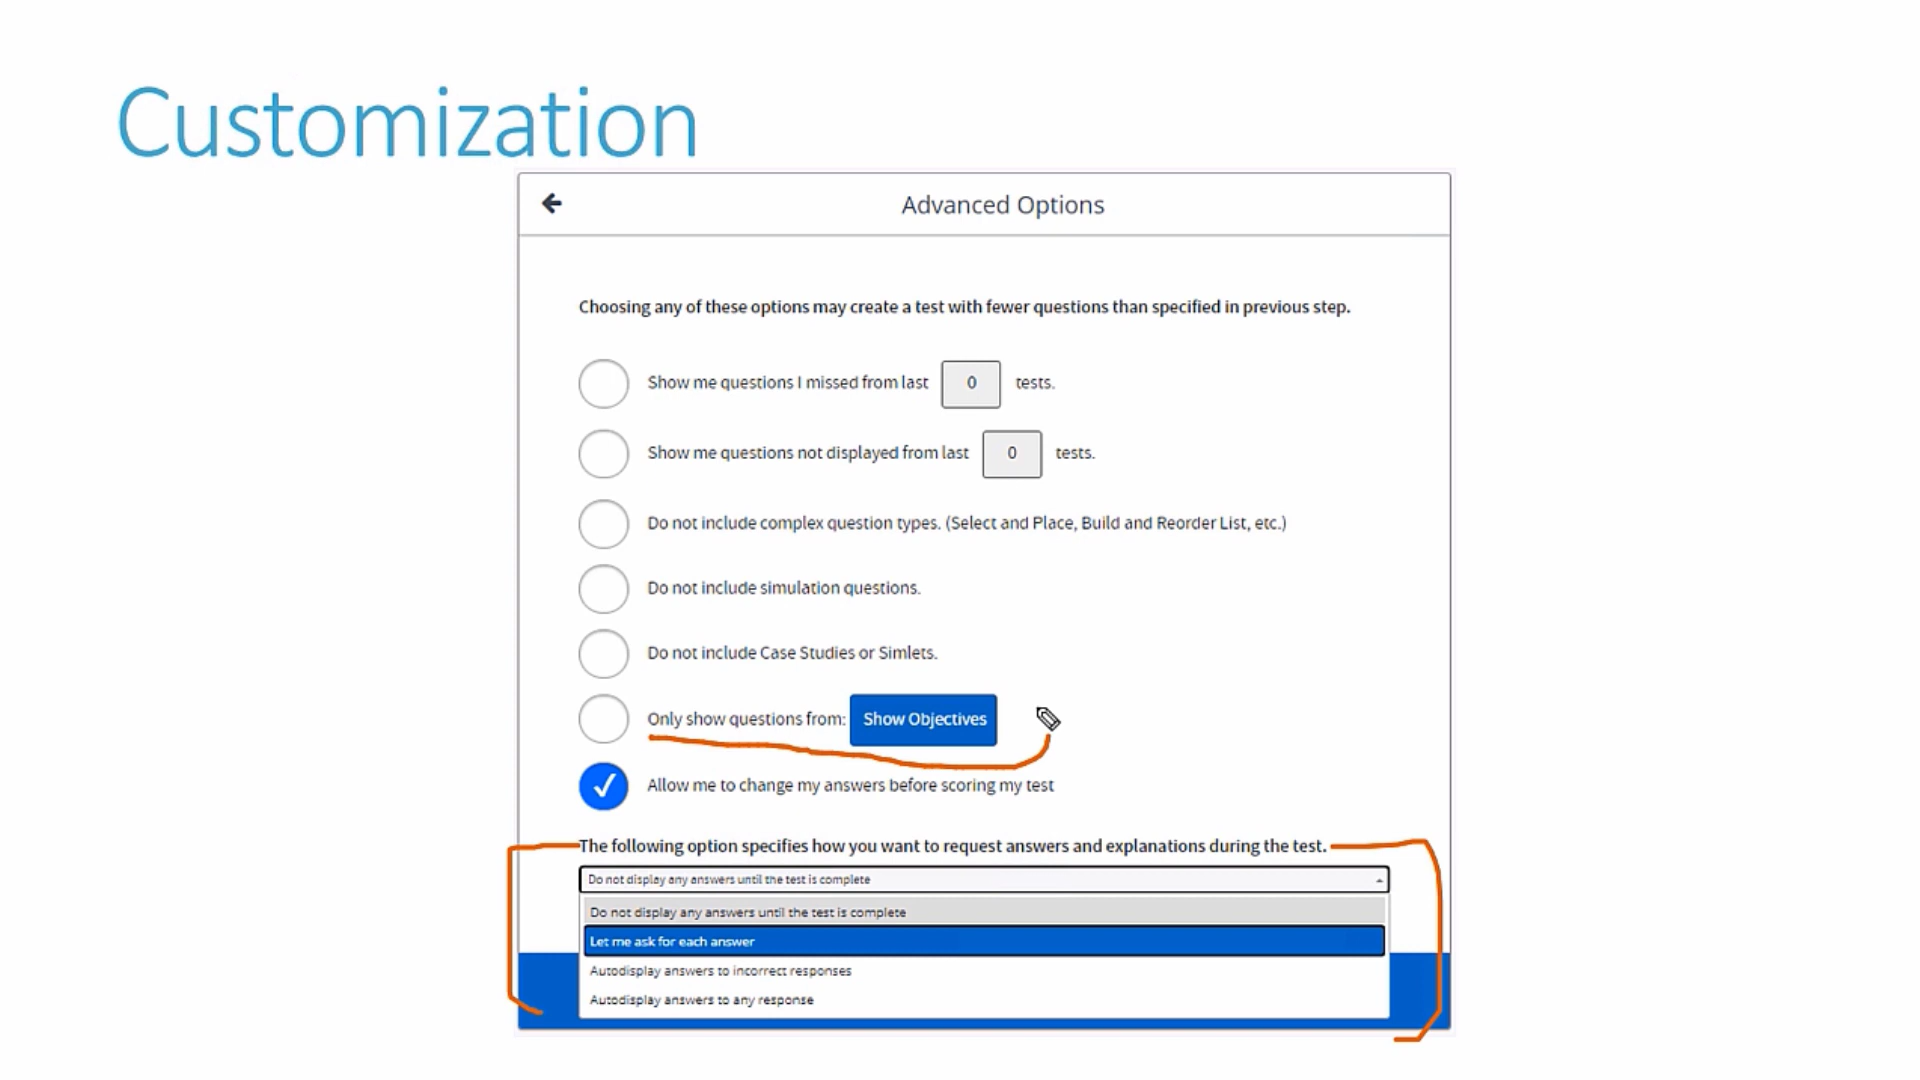 Customization
Advanced Options
Choosing any of these options may create a test with fewer questions than specified in previous step.
Show me questions I missed from last 0 tests.
Show me questions not displayed from last 0 tests.
Do not include complex question types. (Select and Place, Build and Reorder List, etc.)
Do not include simulation questions.
Do not include Case Studies or Simlets.
Only show questions from: Show Objectives
Allow me to change my answers before scoring my test
The following option specifies how you want to request answers and explanations during the test.
Do not display any answers until the test is complete
Do not display any answers until the test is complete
Let me ask for each answer
Autodisplay answers to incorrect responses
Autodisplay answers to any response